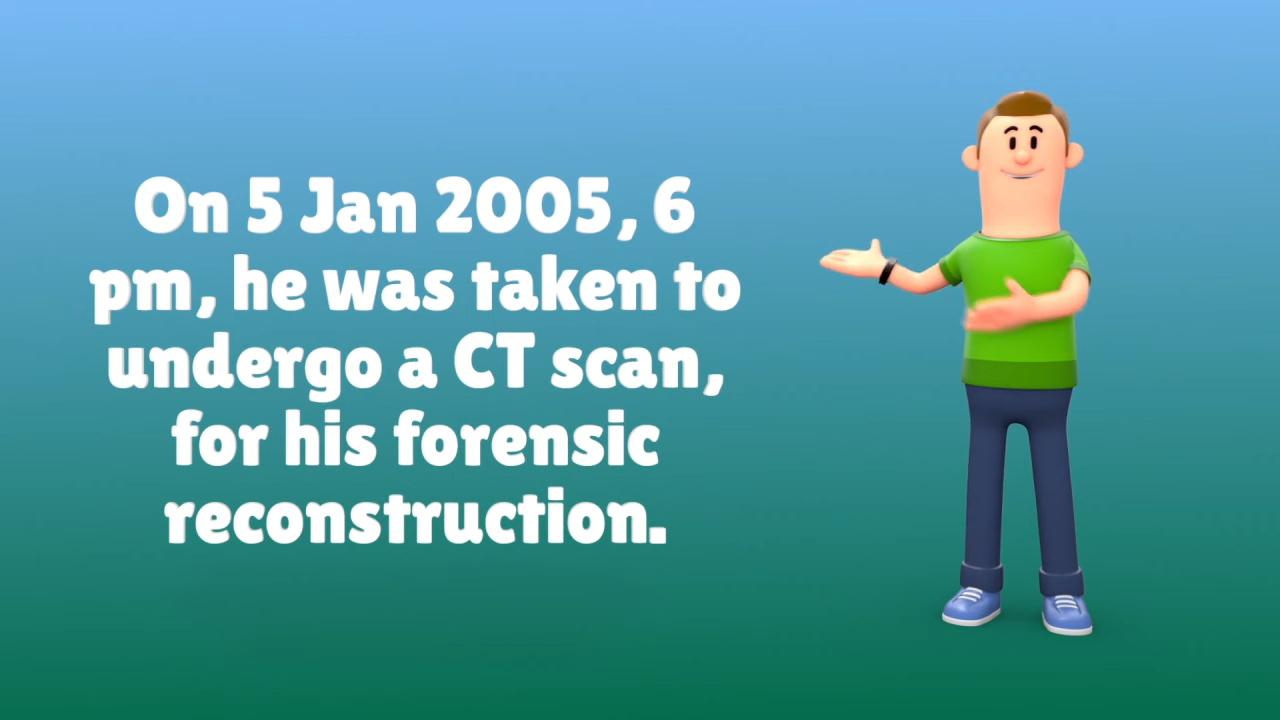 On 5 Jan 2005, 6
pm, he was taken to
undergo a CT scan,
for his forensic
reconstruction.